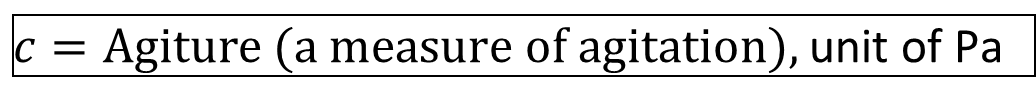 c = Agiture (a measure of agitation), unit of Pa